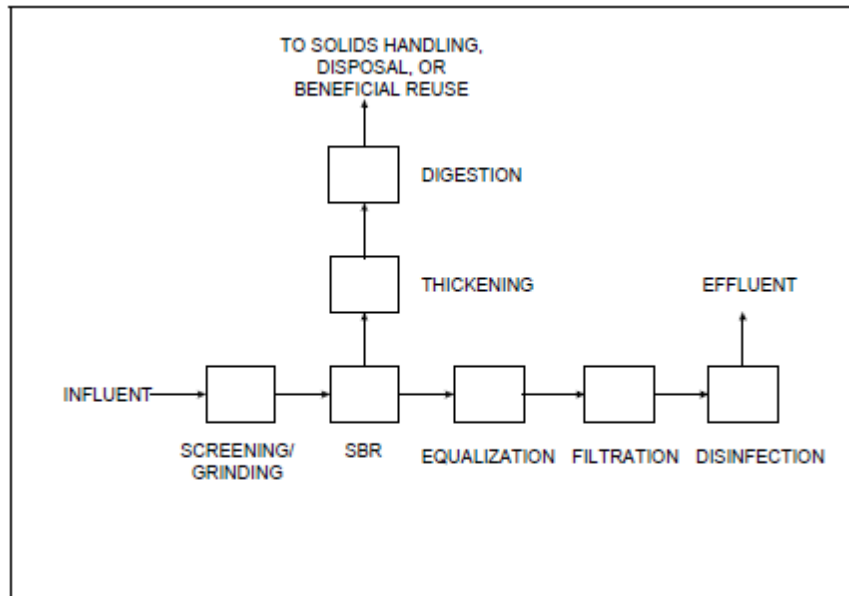 TO SOLIDS HANDLING,
DISPOSAL, OR
BENEFICIAL REUSE
DIGESTION
THICKENING
EFFLUENT
INFLUENT
SCREENING/
GRINDING
SBR
EQUALIZATION
FILTRATION
DISINFECTION